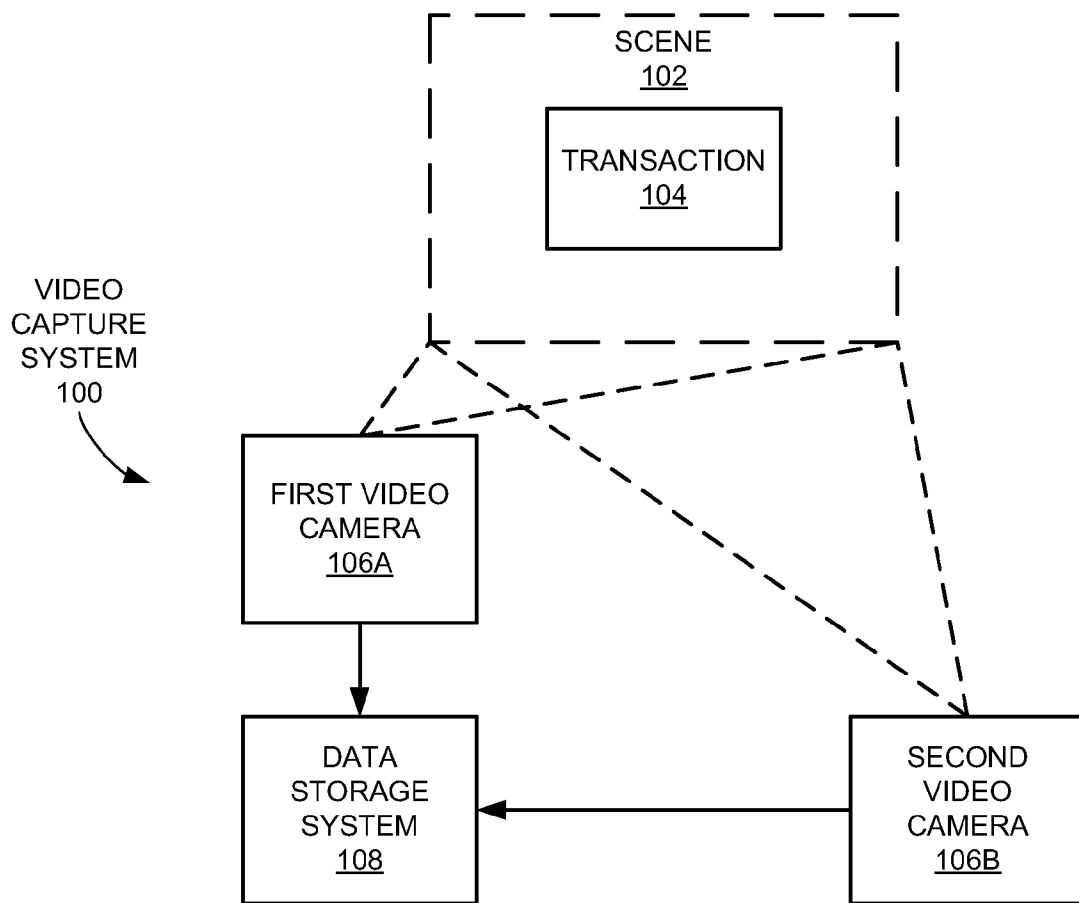 SCENE
102
TRANSACTION
104
VIDEO
CAPTURE
SYSTEM
100
FIRST VIDEO
CAMERA
106A
DATA
STORAGE
SYSTEM
108
SECOND
VIDEO
CAMERA
106B